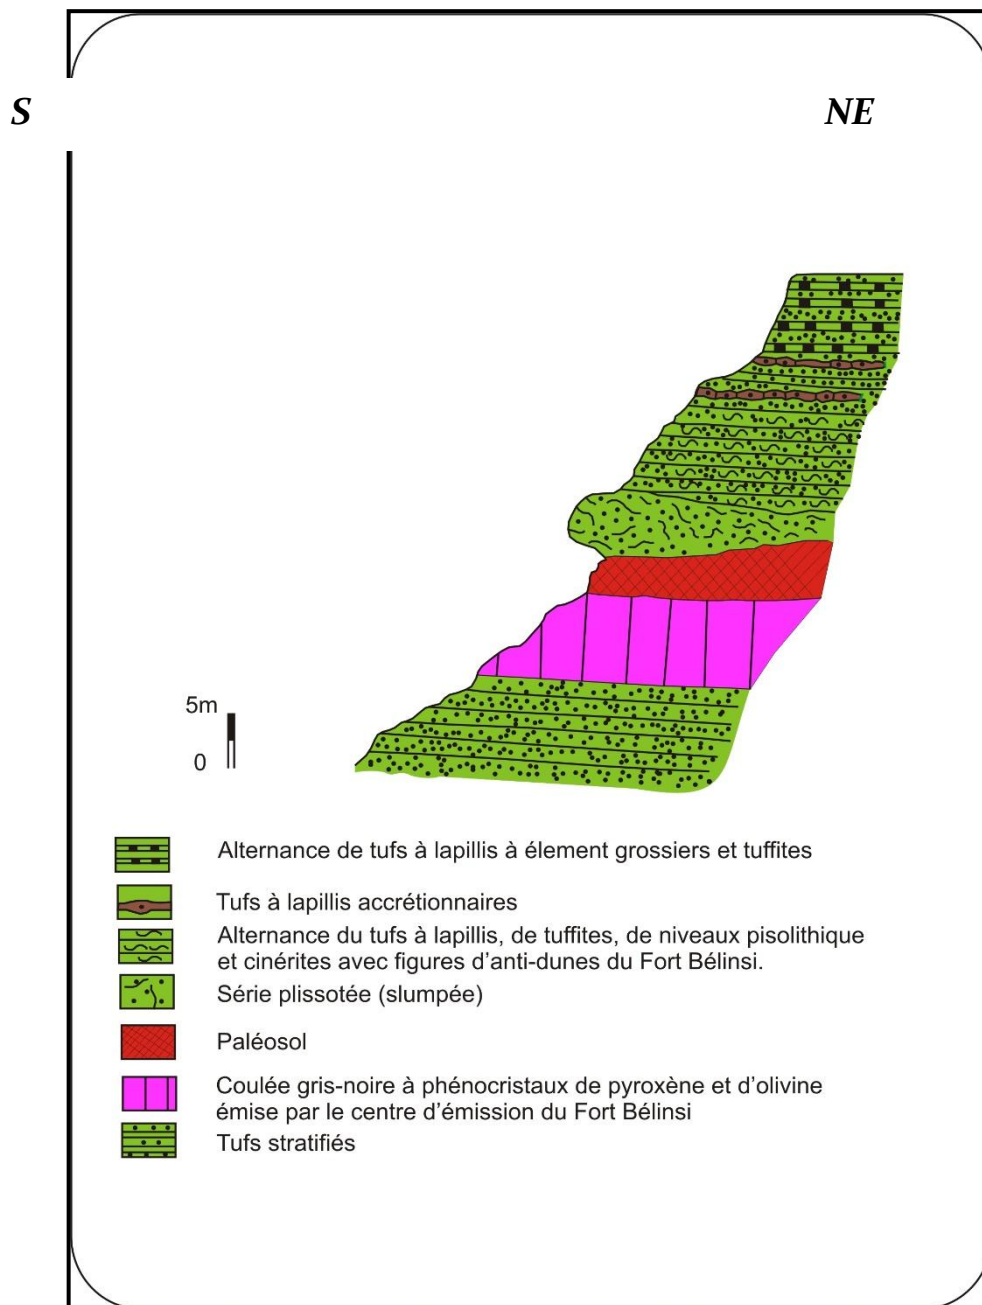 S NE
5m
0
Alternance de tufs à lapillis à élement grossiers et tuffites
Tufs à lapillis accrétionnaires
Alternance du tufs à lapillis, de tuffites, de niveaux pisolithique
et cinérites avec figures d'anti-dunes du Fort Bélinsi.
Série plissotée (slumpée)
Paléosol
Coulée gris-noire à phénocristaux de pyroxène et d'olivine
émise par le centre d'émission du Fort Bélinsi
Tufs stratifiés